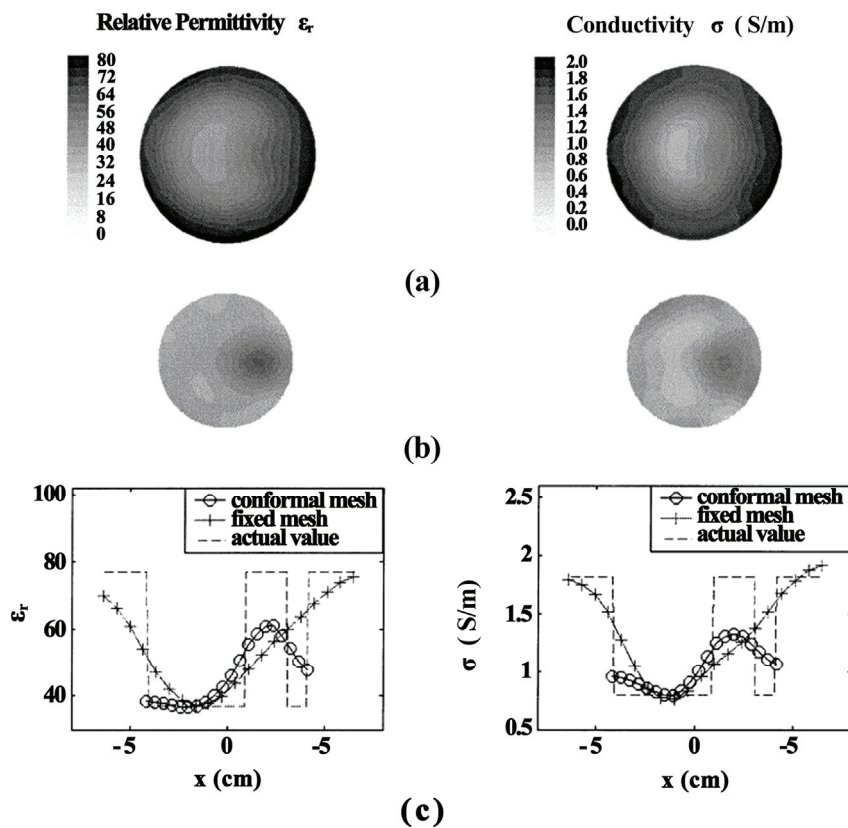 Relative Permittivity εr
80
72
64
56
48
40
32
24
16
8
0
Conductivity σ ( S/m)
2.0
1.8
1.6
1.4
1.2
1.0
0.8
0.6
0.4
0.2
0.0
(a)
(b)
100
80
60
40
εr
conformal mesh
fixed mesh
actual value
-5
0
-5
x (cm)
2.5
2
1.5
1
0.5
σ ( S/m)
conformal mesh
fixed mesh
actual value
-5
0
-5
x (cm)
(c)